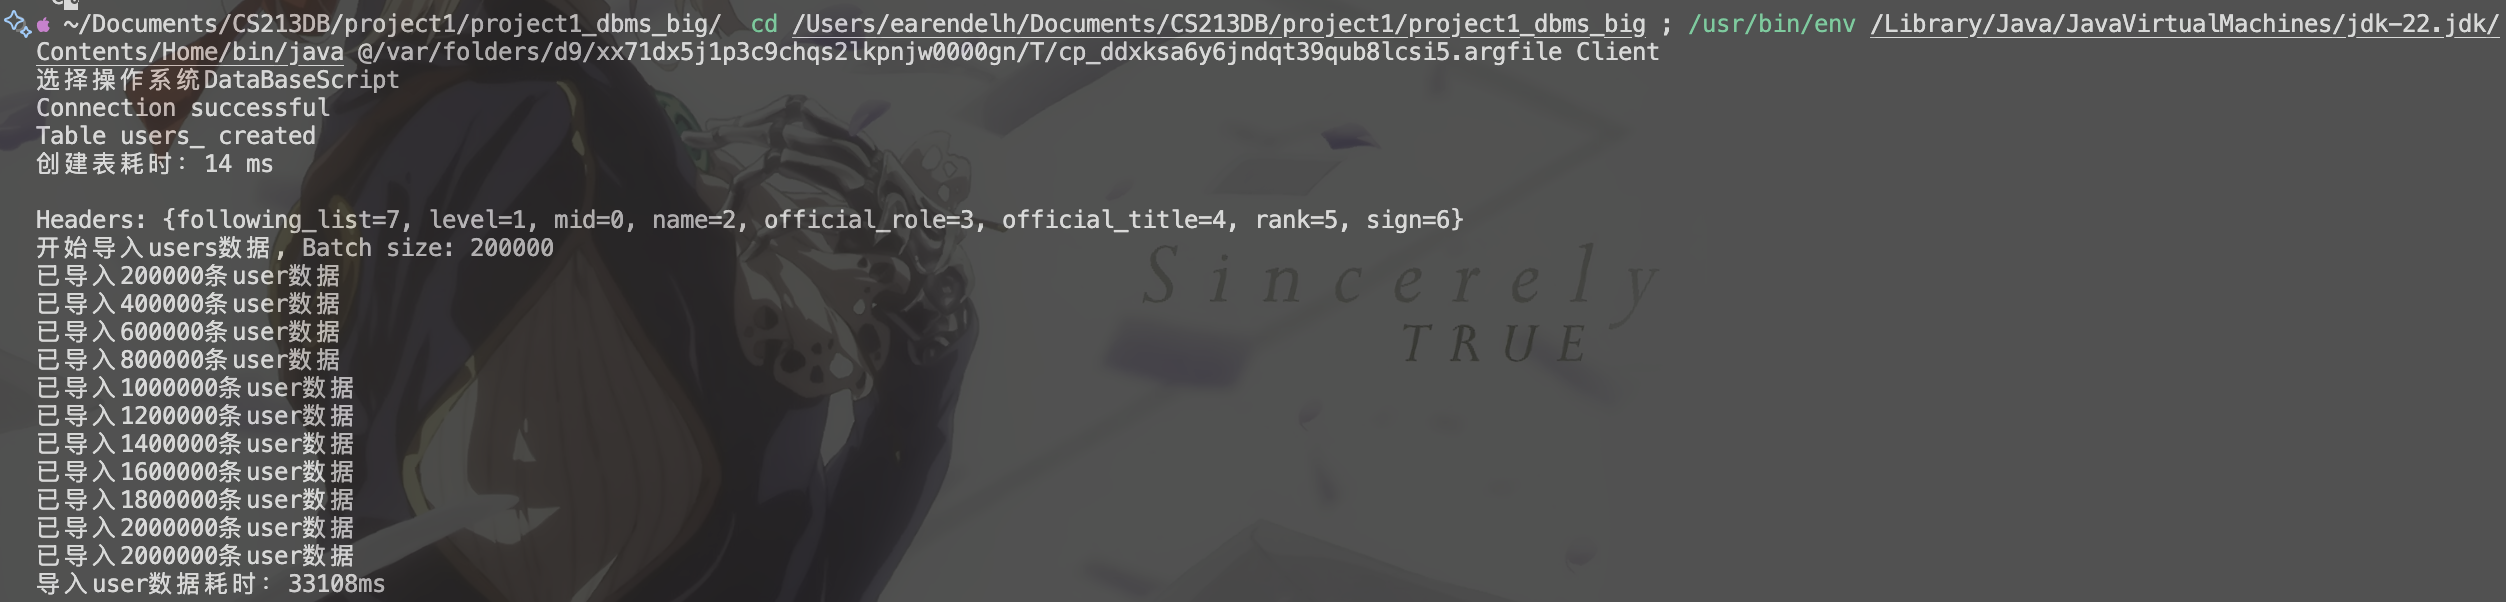 ~/Documents/CS213DB/project1/project1_dbms_big/ cd /Users/earendelh/Documents/CS213DB/project1/project1_dbms_big ; /usr/bin/env /Library/Java/JavaVirtualMachines/jdk-22.jdk/
Contents/Home/bin/java @/var/folders/d9/xx71dx5j1p3c9chqs2lkpnjw0000gn/T/cp_ddxksa6y6jndqt39qub8lcsi5.argfile Client
选择操作系统DataBaseScript
Connection successful
Table users_ created
创建表耗时: 14 ms
Headers: {following_list=7, level=1, mid=0, name=2, official_role=3, official_title=4, rank=5, sign=6}
开始导入users数据, Batch size: 200000
已导入200000条user数据
已导入400000条user数据
已导入600000条user数据
已导入800000条user数据
已导入1000000条user数据
已导入1200000条user数据
已导入1400000条user数据
已导入1600000条user数据
已导入1800000条user数据
已导入2000000条user数据
已导入2000000条user数据
导入user数据耗时: 33108ms
Sincerely
TRUE